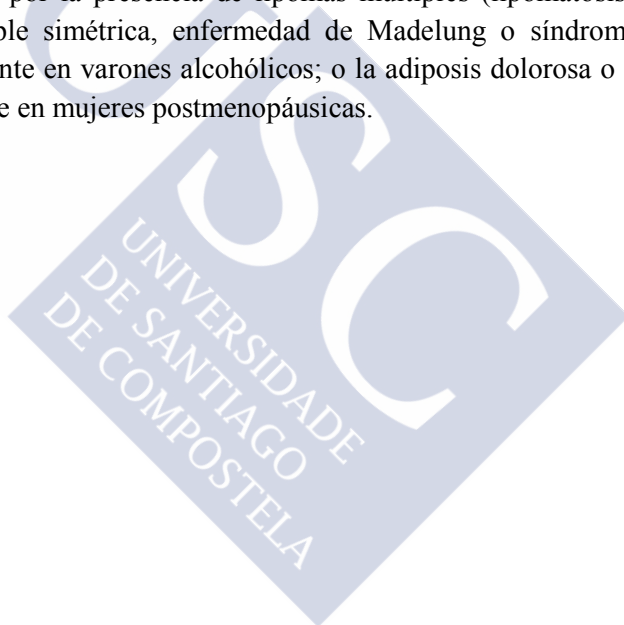 por la presencia de lipomas múltiples (lipomatosis
ple simétrica, enfermedad de Madelung o síndrom
nte en varones alcohólicos; o la adiposis dolorosa o
e en mujeres postmenopáusicas.
USC
UNIVERSIDADE
DE SANTIAGO
DE COMPOSTELA